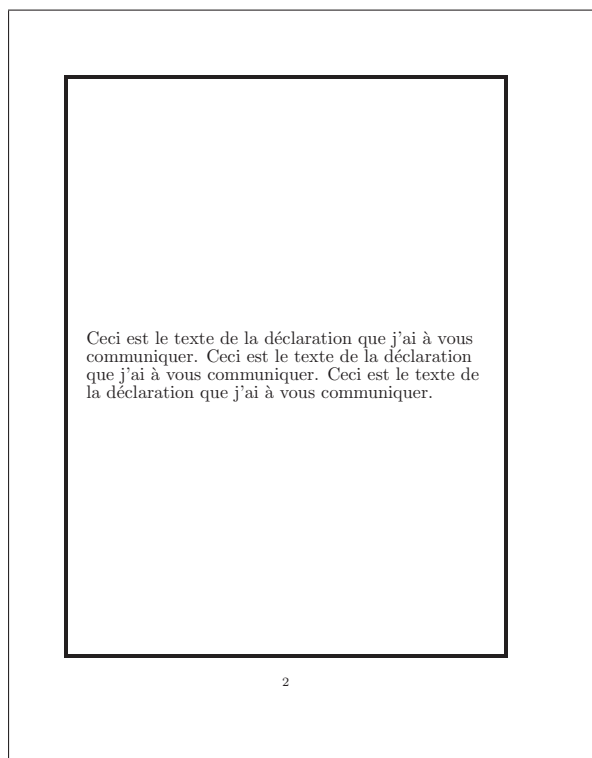 Ceci est le texte de la déclaration que j'ai à vous
communiquer. Ceci est le texte de la déclaration
que j'ai à vous communiquer. Ceci est le texte de
la déclaration que j'ai à vous communiquer.
2